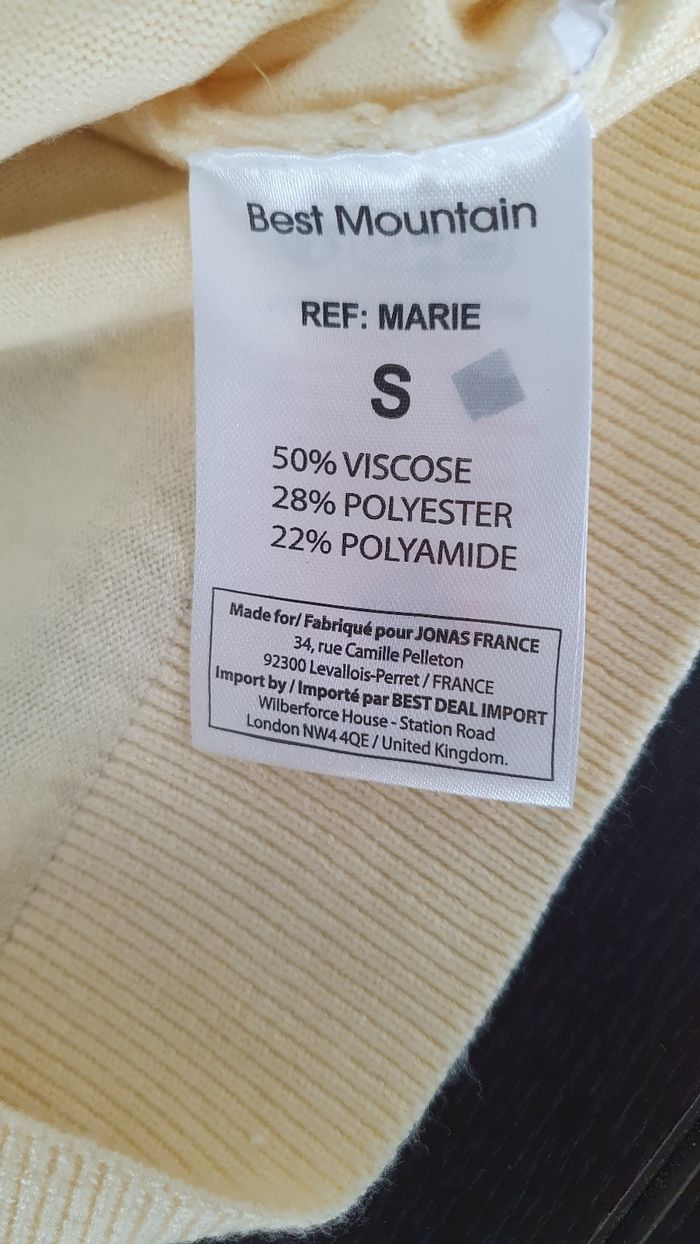 Best Mountain
REF: MARIE
S
50% VISCOSE
28% POLYESTER
22% POLYAMIDE
Made for/ Fabriqué pour JONAS FRANCE
34, rue Camille Pelleton
92300 Levallois-Perret / FRANCE
Import by / Importé par BEST DEAL IMPORT
Wilberforce House - Station Road
London NW4 4QE / United Kingdom.